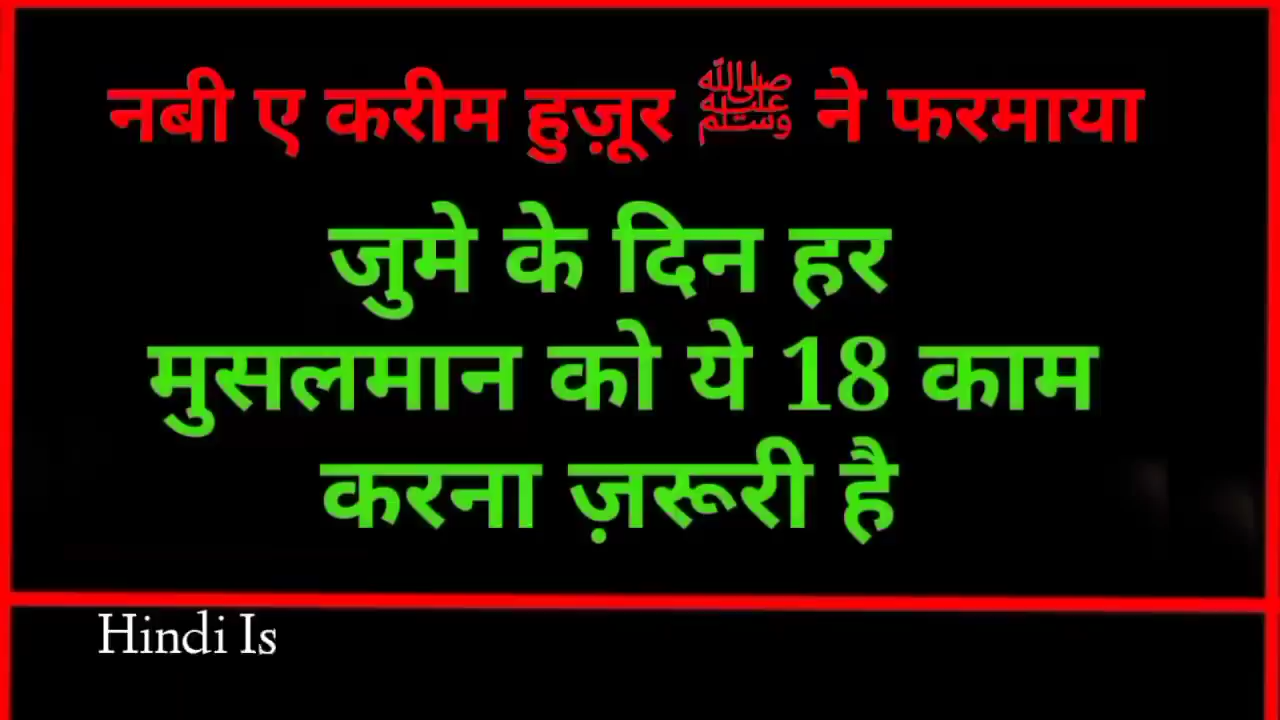 नबी ए करीम हुज़ूर ﷺ ने फरमाया
जुमे के दिन हर
मुसलमान को ये 18 काम
करना ज़रूरी है
Hindi Is